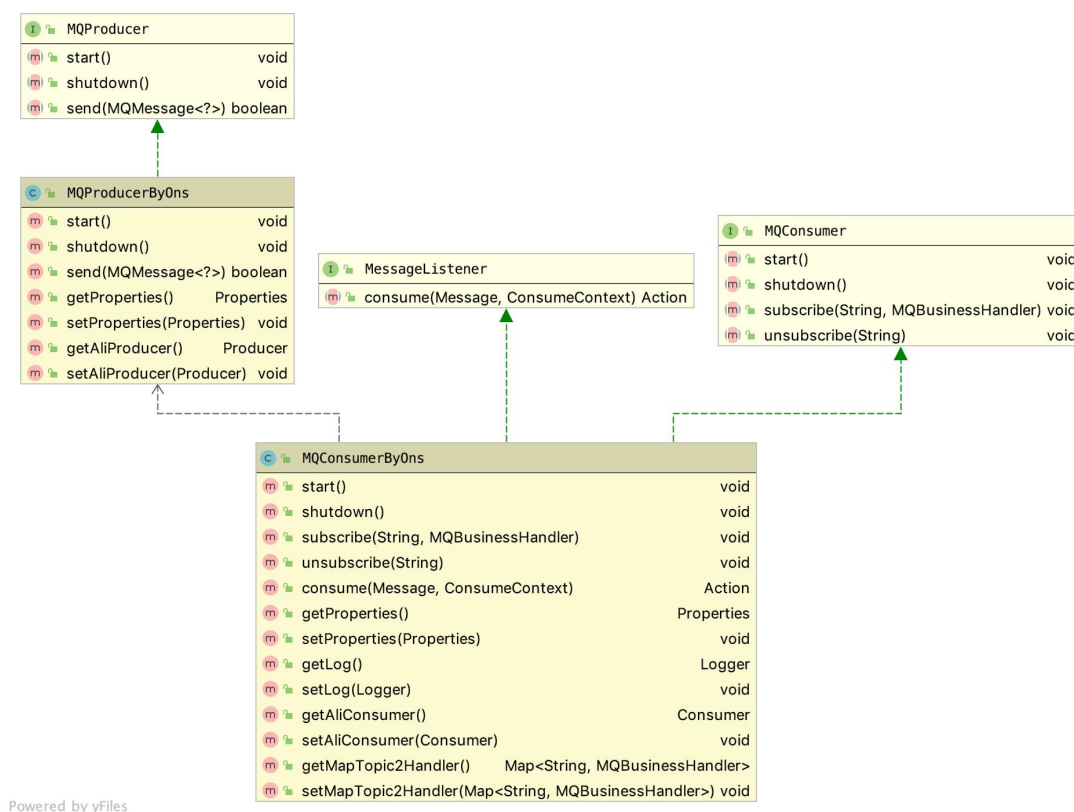 MQProducer
start() void
shutdown() void
send(MQMessage<?>) boolean
MQProducerByOns
start() void
shutdown() void
send(MQMessage<?>) boolean
getProperties() Properties
setProperties(Properties) void
getAliProducer() Producer
setAliProducer(Producer) void
MessageListener
consume(Message, ConsumeContext) Action
MQConsumer
start() void
shutdown() void
subscribe(String, MQBusinessHandler) void
unsubscribe(String) void
MQConsumerByOns
start() void
shutdown() void
subscribe(String, MQBusinessHandler) void
unsubscribe(String) void
consume(Message, ConsumeContext) Action
getProperties() Properties
setProperties(Properties) void
getLog() Logger
setLog(Logger) void
getAliConsumer() Consumer
setAliConsumer(Consumer) void
getMapTopic2Handler() Map<String, MQBusinessHandler>
setMapTopic2Handler(Map<String, MQBusinessHandler>) void
Powered by yFiles